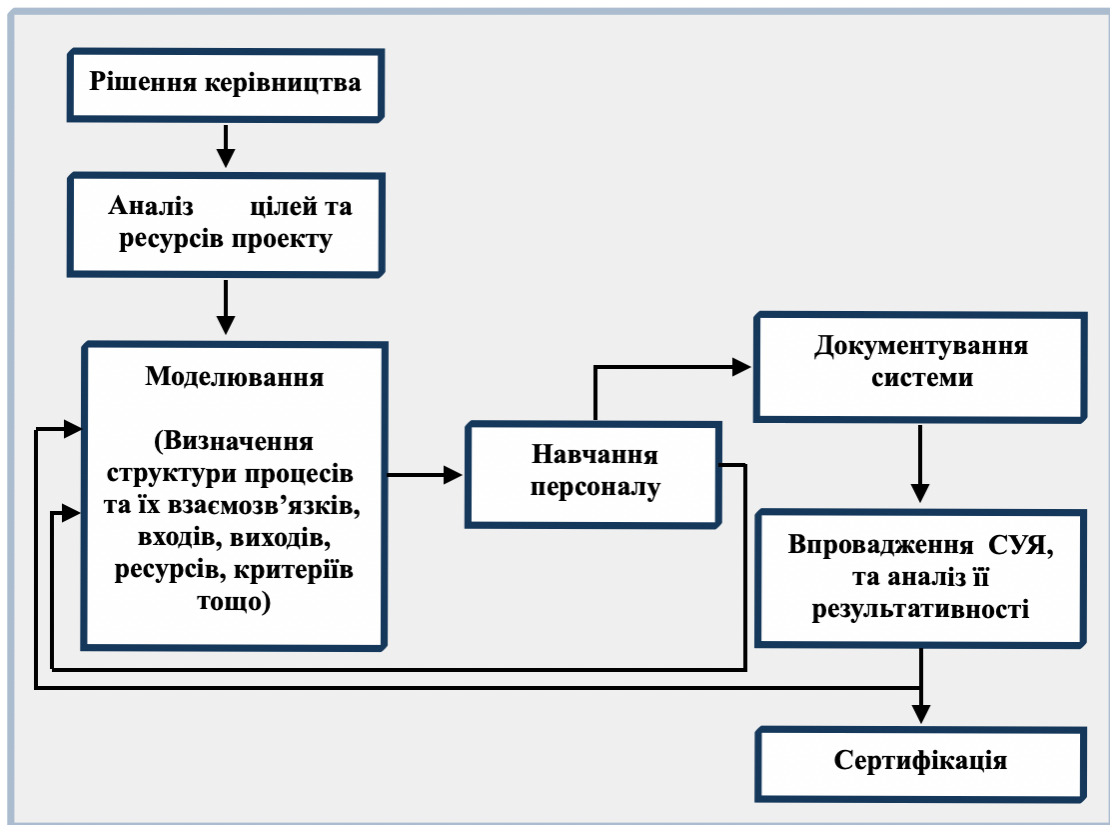 Рішення керівництва
Аналіз цілей та
ресурсів проекту
Моделювання
(Визначення
структури процесів
та їх взаємозв’язків,
входів, виходів,
ресурсів, критеріїв
тощо)
Навчання
персоналу
Документування
системи
Впровадження СУЯ,
та аналіз її
результативності
Сертифікація